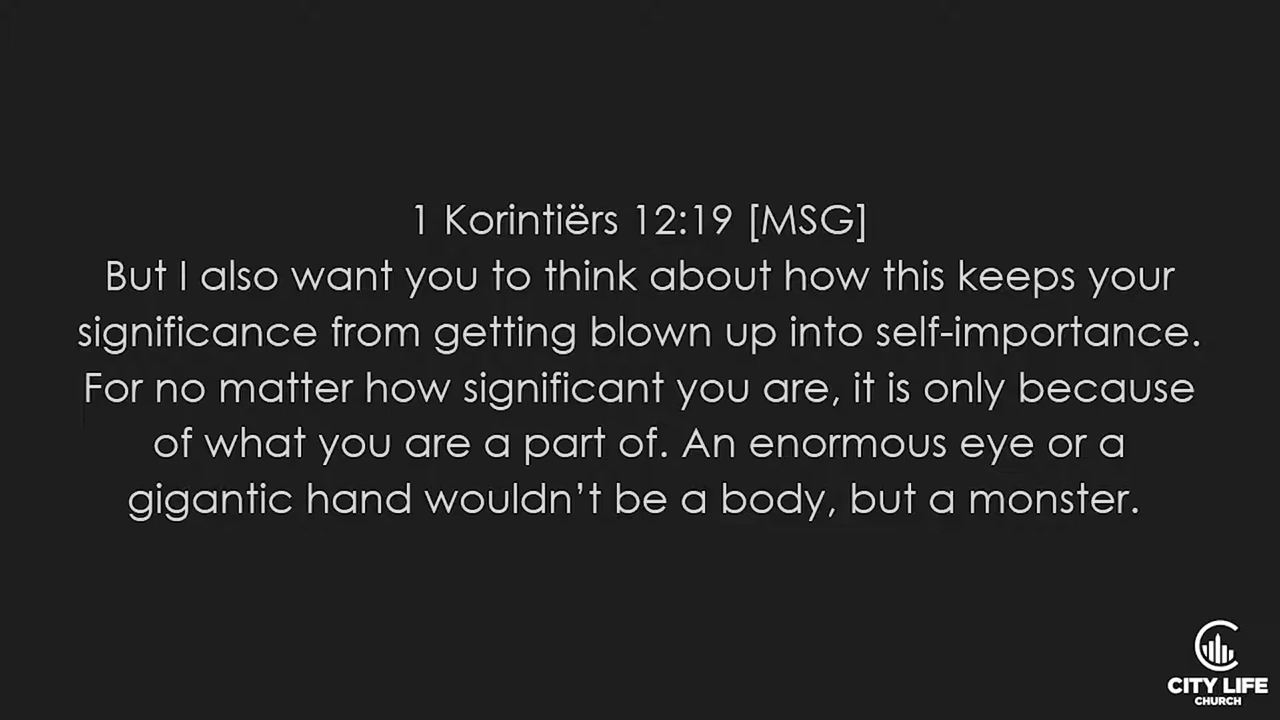 1 Korintiërs 12:19 [MSG]
But I also want you to think about how this keeps your
significance from getting blown up into self-importance.
For no matter how significant you are, it is only because
of what you are a part of. An enormous eye or a
gigantic hand wouldn’t be a body, but a monster.
CITY LIFE
CHURCH